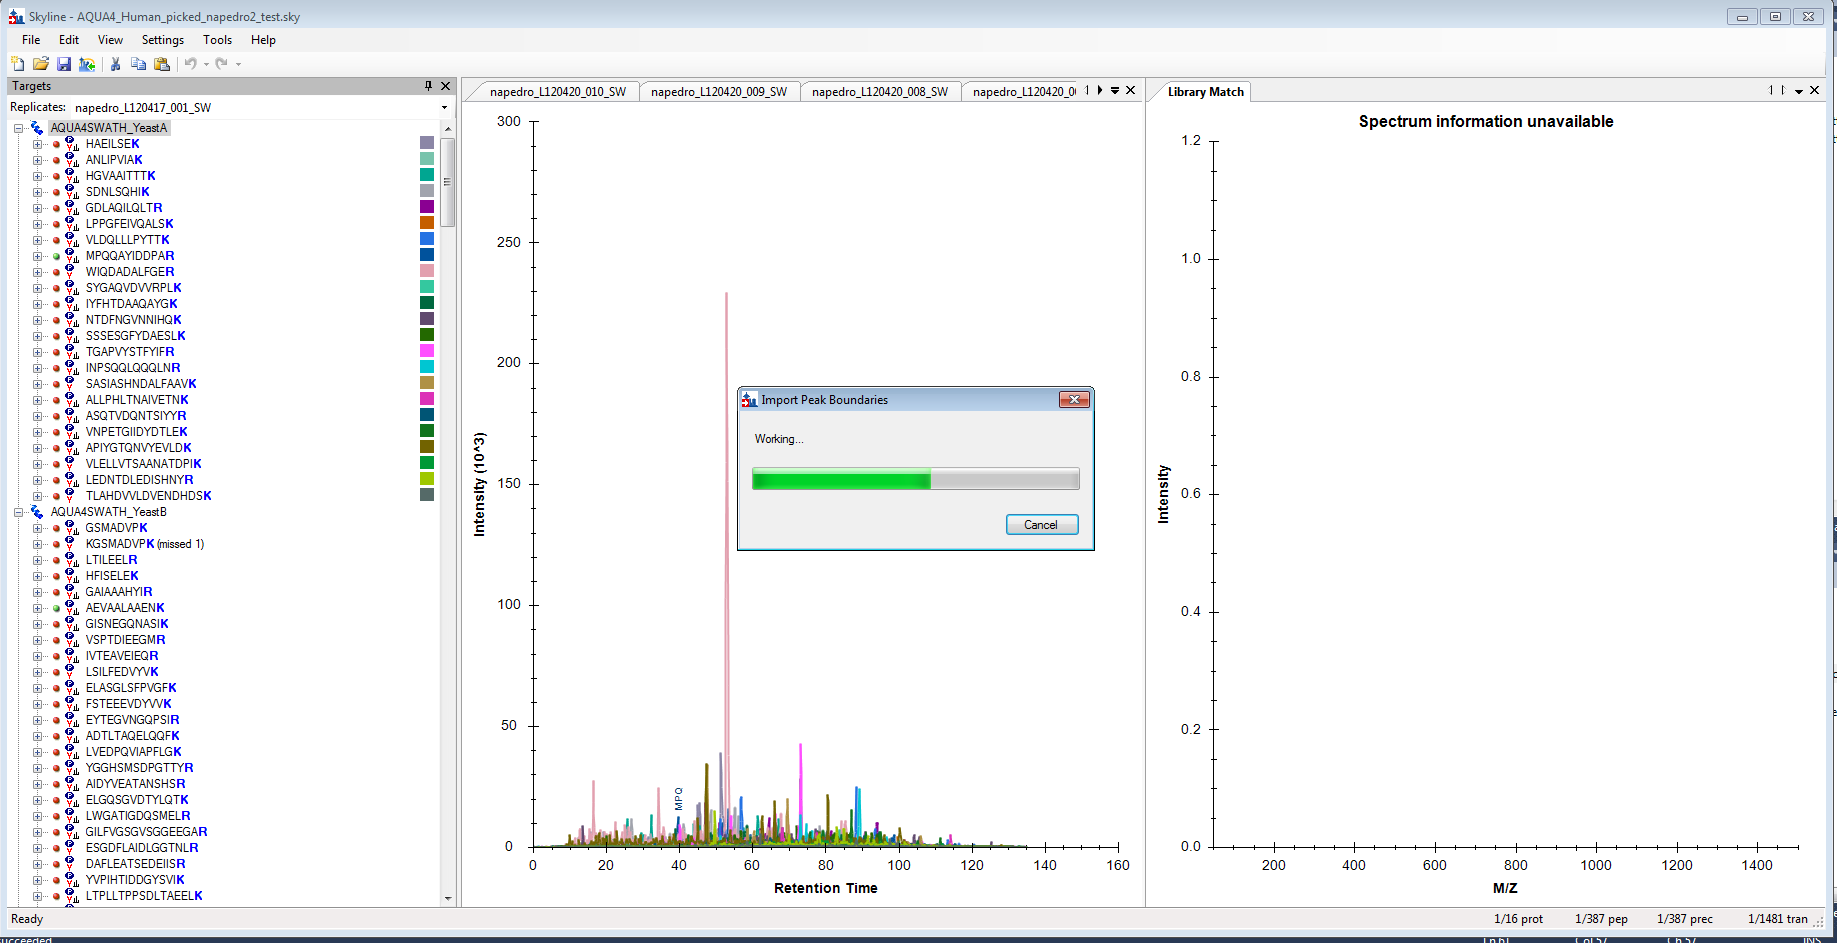 Skyline - AQUA4_Human_picked_napedro2_test.sky
File Edit View Settings Tools Help
Targets
Replicates: napedro_L120417_001_SW
AQUA4SWATH_YeastA
HAEILSEK
ANLIPVIAK
HGVAAITTTK
SDNLSQHIK
GDLAQILQLTR
LPPGFEIVQALSK
VLDQLLLPYTTK
MPQQAYIDDPAR
WIQDADALFGER
SYGAQVDVVRPLK
IYFHTDAAQAYGK
NTDFNGVNNIHQK
SSSESGFYDAESLK
TGAPVYSTFYIFR
INPSQQLQQQLNR
SASIASHNDALFAAVK
ALLPHLTNAIVETNK
ASQTVDQNTSIYYR
VNPETGIIDYDTLEK
APIYGTQNVYEVLDK
VLELLVTSAANATDPIK
LEDNTDLEDISHNYR
TLAHDVVLDVENDHDSK
AQUA4SWATH_YeastB
GSMADVPK
KGSMADVPK (missed 1)
LTILEELR
HFISELEK
GAIAAAHYIR
AEVAALAAENK
GISNEGQNASIK
VSPTDIEEGMR
IVTEAVEIEQR
LSILFEDVYVK
ELASGLSFPVGFK
FSTEEEVDYVVK
EYTEGVNGQPSIR
ADTLTAQELQQFK
LVEDPQVIAPFLGK
YGGHSMSDPGTTYR
AIDYVEATANSHSR
ELGQSGVDTYLQTK
LWGATIGDQSMELR
GILFVGSGVSGGEEGAR
ESGDFLAIDLGGTNLR
DAFLEATSEDEIISR
YVPIHTIDDGYSVIK
LTPLLTPPSDLTAEELK
napedro_L120420_010_SW napedro_L120420_009_SW napedro_L120420_008_SW napedro_L120420_0
300
250
200
150
100
50
0
Intensity (10^3)
MPQ
0 20 40 60 80 100 120 140 160
Retention Time
Import Peak Boundaries
Working...
Cancel
Library Match
Spectrum information unavailable
1.2
1.0
0.8
0.6
0.4
0.2
0.0
Intensity
200 400 600 800 1000 1200 1400
M/Z
Ready
1/16 prot 1/387 pep 1/387 prec 1/1481 tran